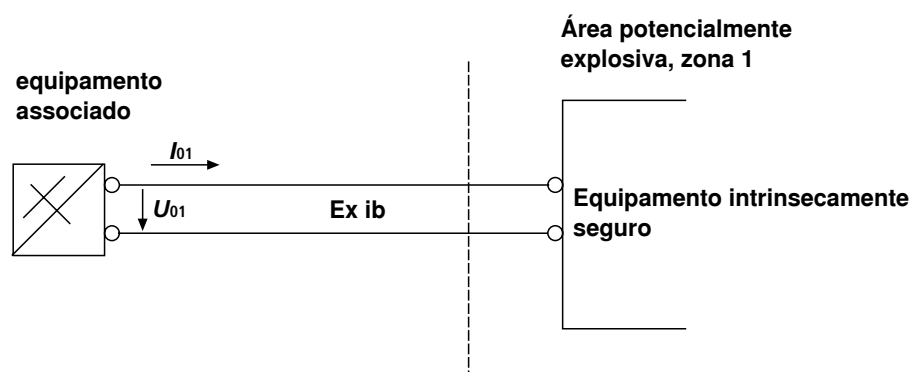 Área potencialmente
explosiva, zona 1
equipamento
associado
I01
U01
Ex ib
Equipamento intrinsecamente
seguro